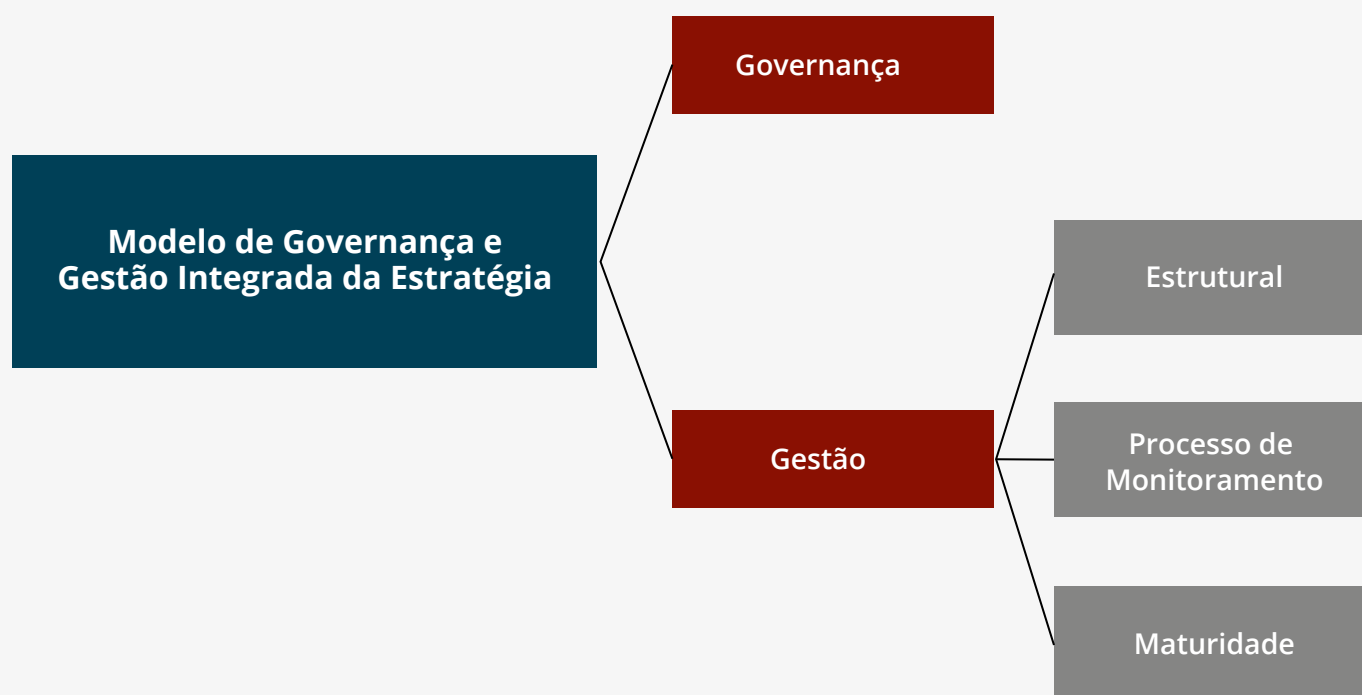 Governança
Modelo de Governança e
Gestão Integrada da Estratégia
Estrutural
Gestão
Processo de
Monitoramento
Maturidade